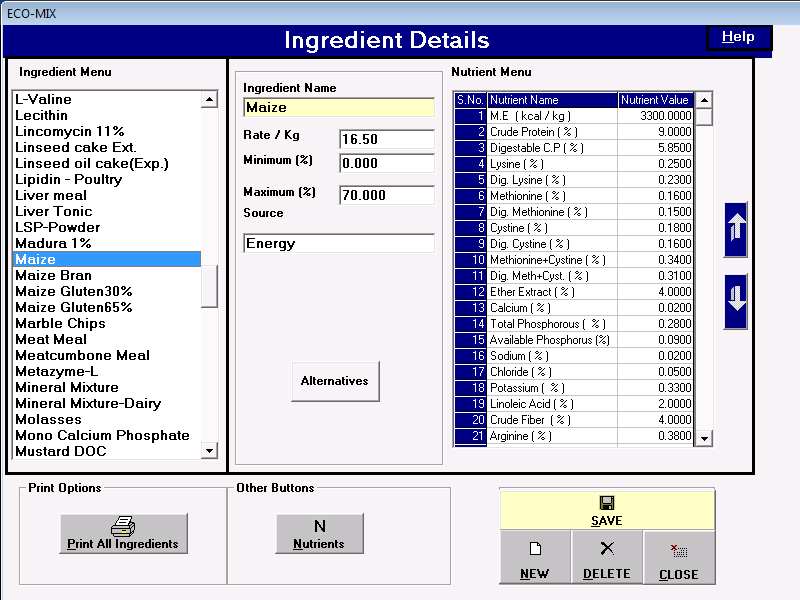 ECO-MIX
Ingredient Details
Help
Ingredient Menu
L-Valine
Lecithin
Lincomycin 11%
Linseed cake Ext.
Linseed oil cake(Exp.)
Lipidin - Poultry
Liver meal
Liver Tonic
LSP-Powder
Madura 1%
Maize
Maize Bran
Maize Gluten30%
Maize Gluten65%
Marble Chips
Meat Meal
Meatcumbone Meal
Metazyme-L
Mineral Mixture
Mineral Mixture-Dairy
Molasses
Mono Calcium Phosphate
Mustard DOC
Ingredient Name
Maize
Rate / Kg 16.50
Minimum (%) 0.000
Maximum (%) 70.000
Source
Energy
Alternatives
Nutrient Menu
S.No. Nutrient Name Nutrient Value
1 M.E ( kcal / kg ) 3300.0000
2 Crude Protein ( % ) 9.0000
3 Digestable C.P ( % ) 5.8500
4 Lysine ( % ) 0.2500
5 Dig. Lysine ( % ) 0.2300
6 Methionine ( % ) 0.1600
7 Dig. Methionine ( % ) 0.1500
8 Cystine ( % ) 0.1800
9 Dig. Cystine ( % ) 0.1600
10 Methionine+Cystine ( % ) 0.3400
11 Dig. Meth+Cyst. ( % ) 0.3100
12 Ether Extract ( % ) 4.0000
13 Calcium ( % ) 0.0200
14 Total Phosphorous ( % ) 0.2800
15 Available Phosphorus (%) 0.0900
16 Sodium ( % ) 0.0200
17 Chloride ( % ) 0.0500
18 Potassium ( % ) 0.3300
19 Linoleic Acid ( % ) 2.0000
20 Crude Fiber ( % ) 4.0000
21 Arginine ( % ) 0.3800
Print Options
Print All Ingredients
Other Buttons
N
Nutrients
SAVE
NEW
DELETE
CLOSE